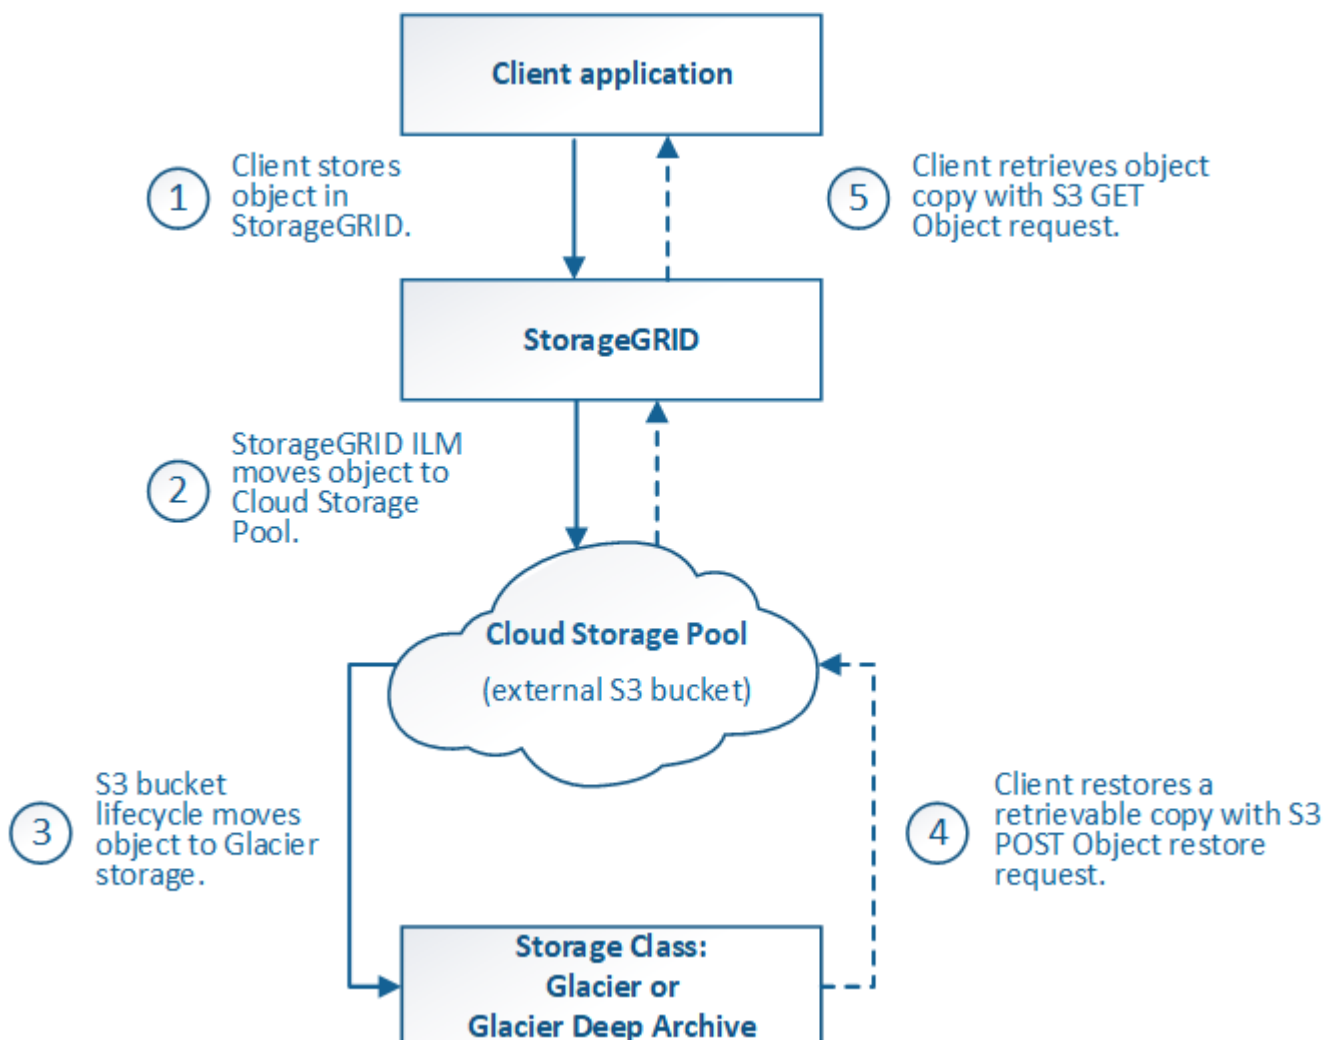 Client application
1
Client stores
object in
StorageGRID.
5
Client retrieves object
copy with S3 GET
Object request.
StorageGRID
2
StorageGRID ILM
moves object to
Cloud Storage
Pool.
Cloud Storage Pool
(external S3 bucket)
3
S3 bucket
lifecycle moves
object to Glacier
storage.
4
Client restores a
retrievable copy with S3
POST Object restore
request.
Storage Class:
Glacier or
Glacier Deep Archive